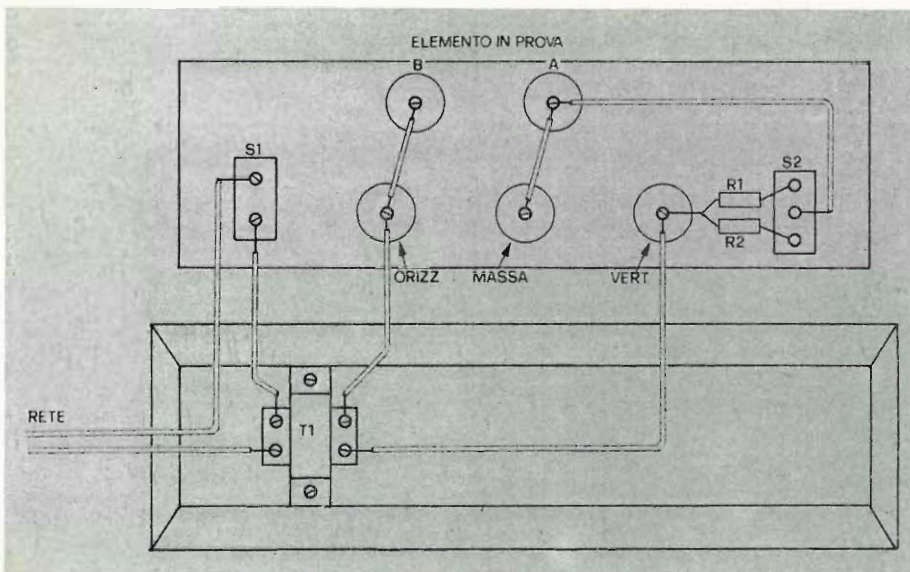 ELEMENTO IN PROVA
B
A
S1
S2
R1
R2
ORIZZ
MASSA
VERT
RETE
T1